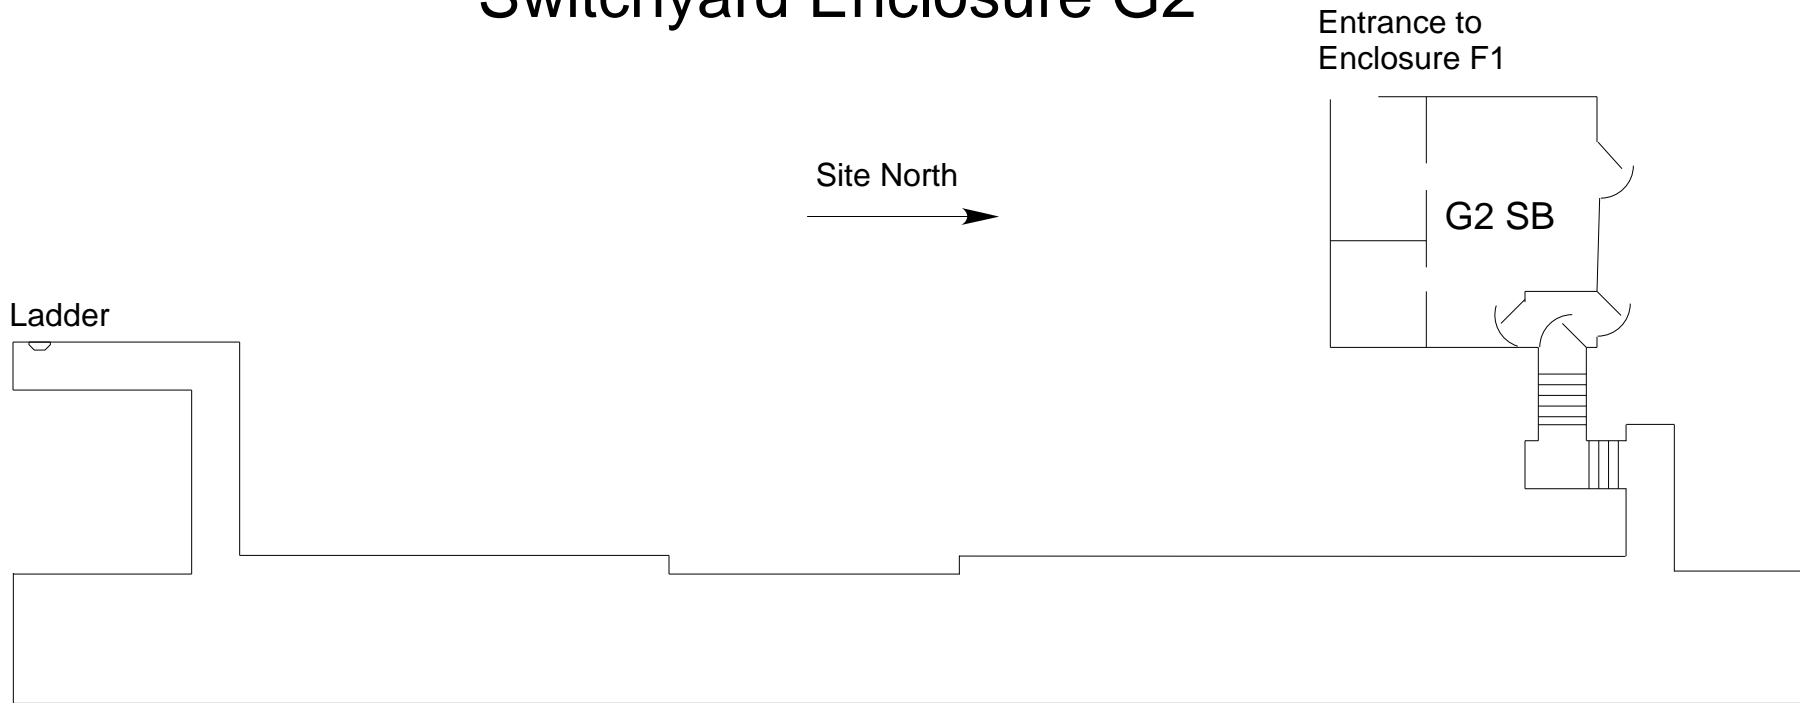 Switchyard Enclosure G2
Entrance to
Enclosure F1
Site North
G2 SB
Ladder